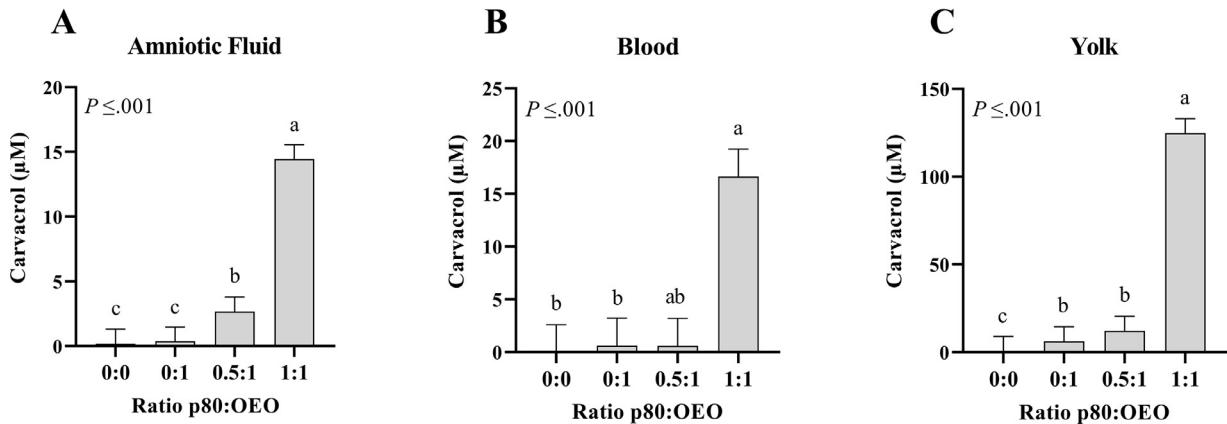 A
Amniotic Fluid
P ≤.001
Carvacrol (μM)
20
15
10
5
0
c
c
b
a
0:0
0:1
0.5:1
1:1
Ratio p80:OEO
B
Blood
P ≤.001
Carvacrol (μM)
25
20
15
10
5
0
b
b
ab
a
0:0
0:1
0.5:1
1:1
Ratio p80:OEO
C
Yolk
P ≤.001
Carvacrol (μM)
150
100
50
0
c
b
b
a
0:0
0:1
0.5:1
1:1
Ratio p80:OEO